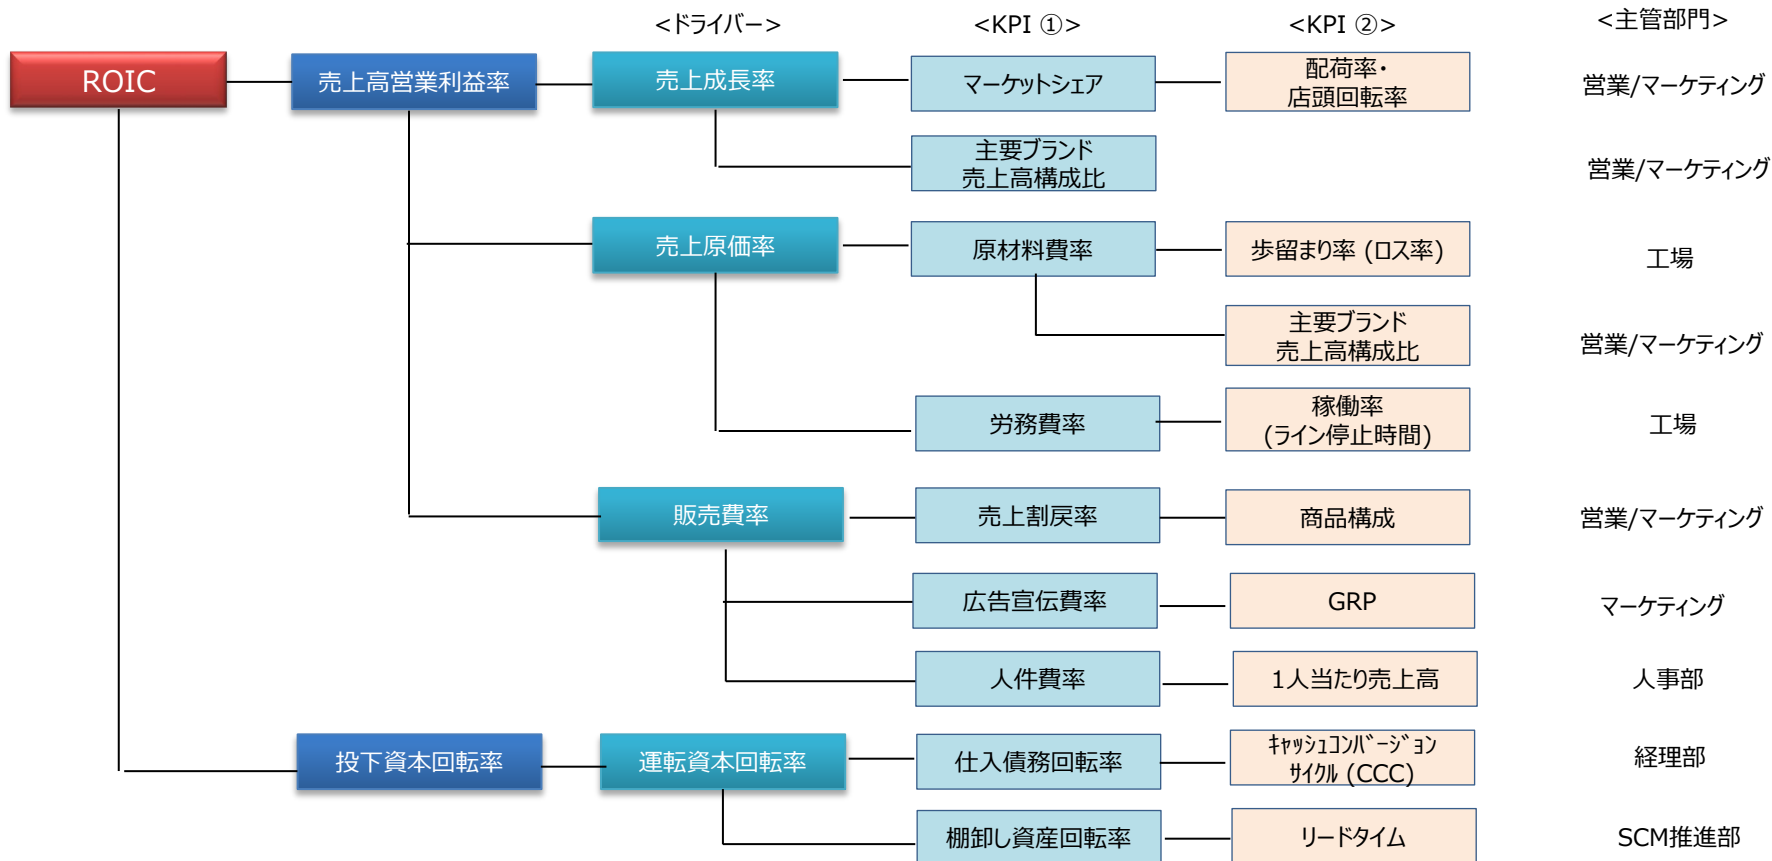 <ドライバー>
<KPI ①>
<KPI ②>
<主管部門>
ROIC
売上高営業利益率
売上成長率
マーケットシェア
配荷率・
店頭回転率
営業/マーケティング
主要ブランド
売上高構成比
営業/マーケティング
売上原価率
原材料費率
歩留まり率 (ロス率)
工場
主要ブランド
売上高構成比
営業/マーケティング
労務費率
稼働率
(ライン停止時間)
工場
販売費率
売上割戻率
商品構成
営業/マーケティング
広告宣伝費率
GRP
マーケティング
人件費率
1人当たり売上高
人事部
投下資本回転率
運転資本回転率
仕入債務回転率
ｷｬｯｼｭｺﾝﾊﾞｰｼﾞｮﾝ
ｻｲｸﾙ (CCC)
経理部
棚卸し資産回転率
リードタイム
SCM推進部